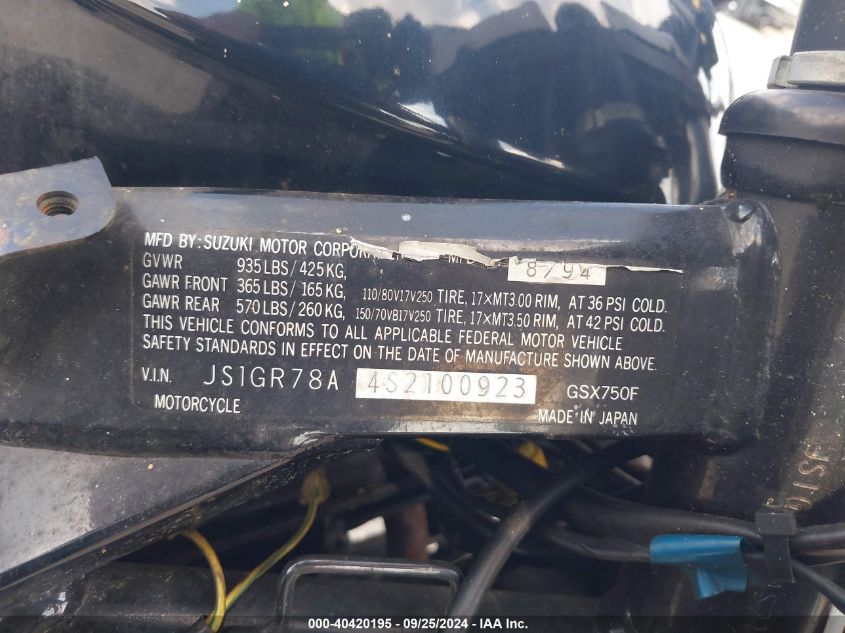 MFD BY: SUZUKI MOTOR 8/94
GVWR 935 LBS/425 KG,
GAWR FRONT 365 LBS/165 KG, 110/80V17V250 TIRE, 17×MT3.00 RIM, AT 36 PSI COLD.
GAWR REAR 570 LBS/260 KG, 150/70VB17V250 TIRE, 17×MT3.50 RIM, AT 42 PSI COLD.
THIS VEHICLE CONFORMS TO ALL APPLICABLE FEDERAL MOTOR VEHICLE
SAFETY STANDARDS IN EFFECT ON THE DATE OF MANUFACTURE SHOWN ABOVE.
V.I.N. JS1GR78A 4S2100923 GSX750F
MOTORCYCLE MADE IN JAPAN
000-40420195 - 09/25/2024 - IAA Inc.